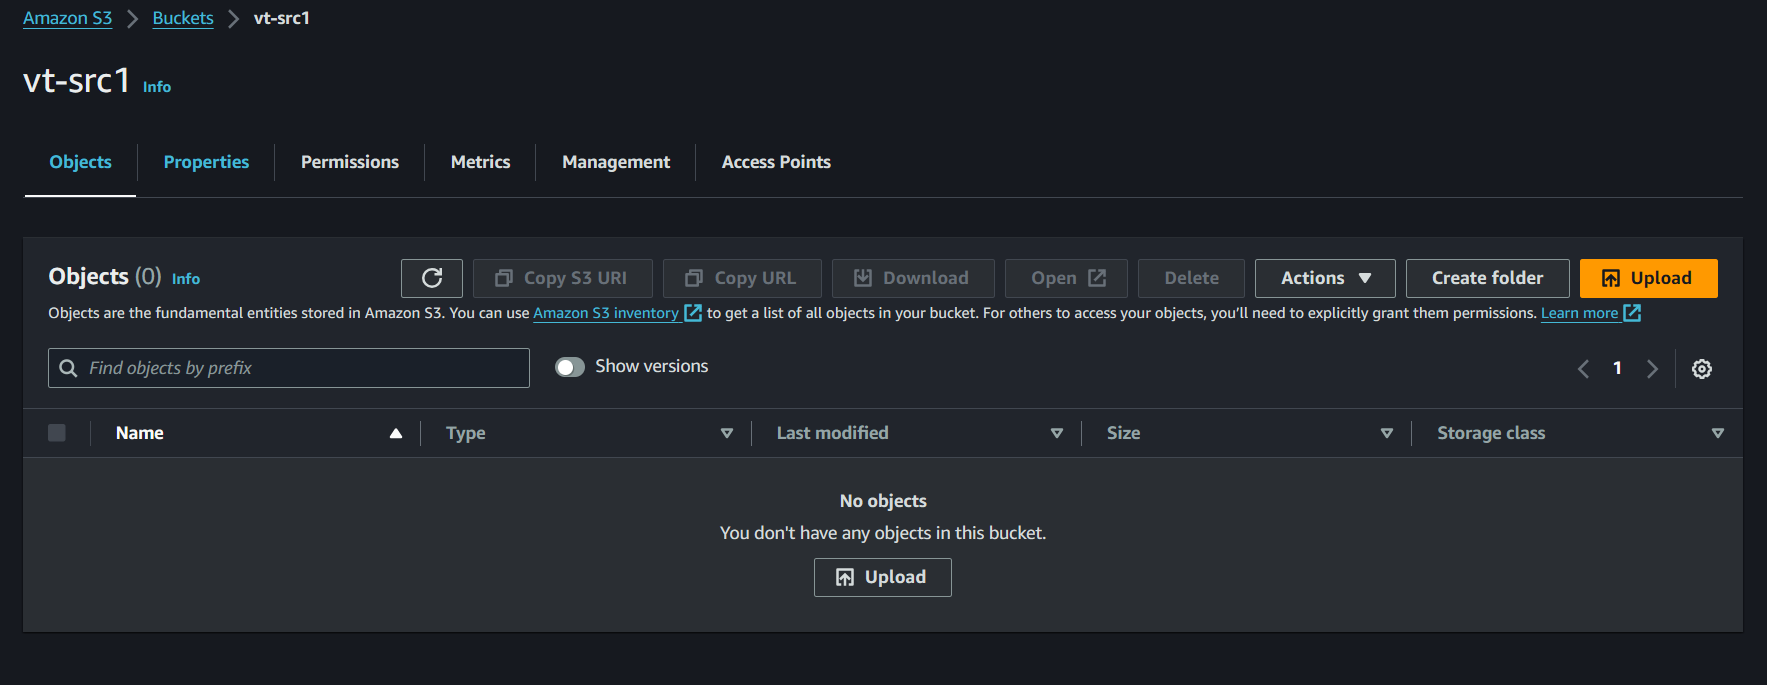 Amazon S3 > Buckets > vt-src1
vt-src1 Info
Objects Properties Permissions Metrics Management Access Points
Objects (0) Info Copy S3 URI Copy URL Download Open Delete Actions Create folder Upload
Objects are the fundamental entities stored in Amazon S3. You can use Amazon S3 inventory to get a list of all objects in your bucket. For others to access your objects, you’ll need to explicitly grant them permissions. Learn more
Find objects by prefix Show versions 1
Name Type Last modified Size Storage class
No objects
You don't have any objects in this bucket.
Upload